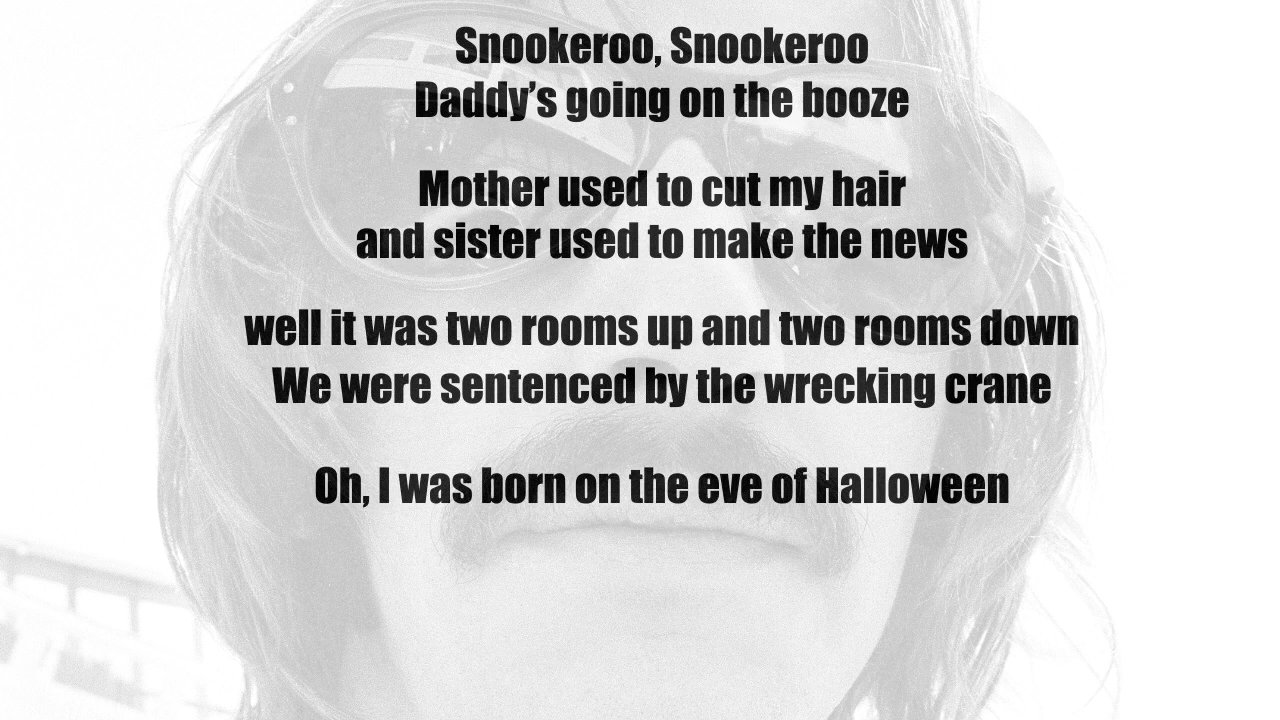 Snookeroo, Snookeroo
Daddy’s going on the booze
Mother used to cut my hair
and sister used to make the news
well it was two rooms up and two rooms down
We were sentenced by the wrecking crane
Oh, I was born on the eve of Halloween